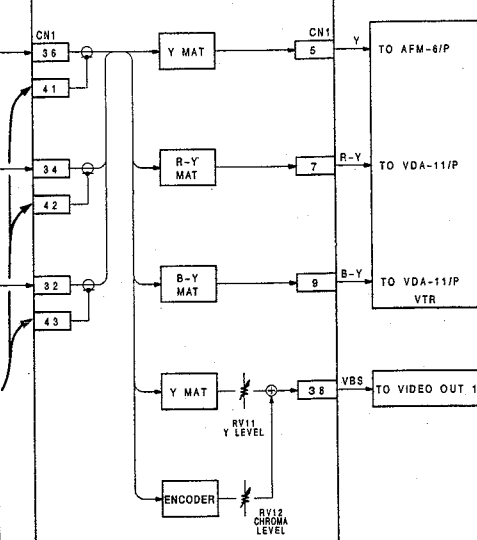 CN1
36
41
34
42
32
43
Y MAT
R-Y
MAT
B-Y
MAT
Y MAT
RV11
Y LEVEL
ENCODER
RV12
CHROMA
LEVEL
CN1
5
7
9
38
Y
R-Y
B-Y
VBS
TO AFM-6/P
TO VDA-11/P
TO VDA-11/P
VTR
TO VIDEO OUT 1